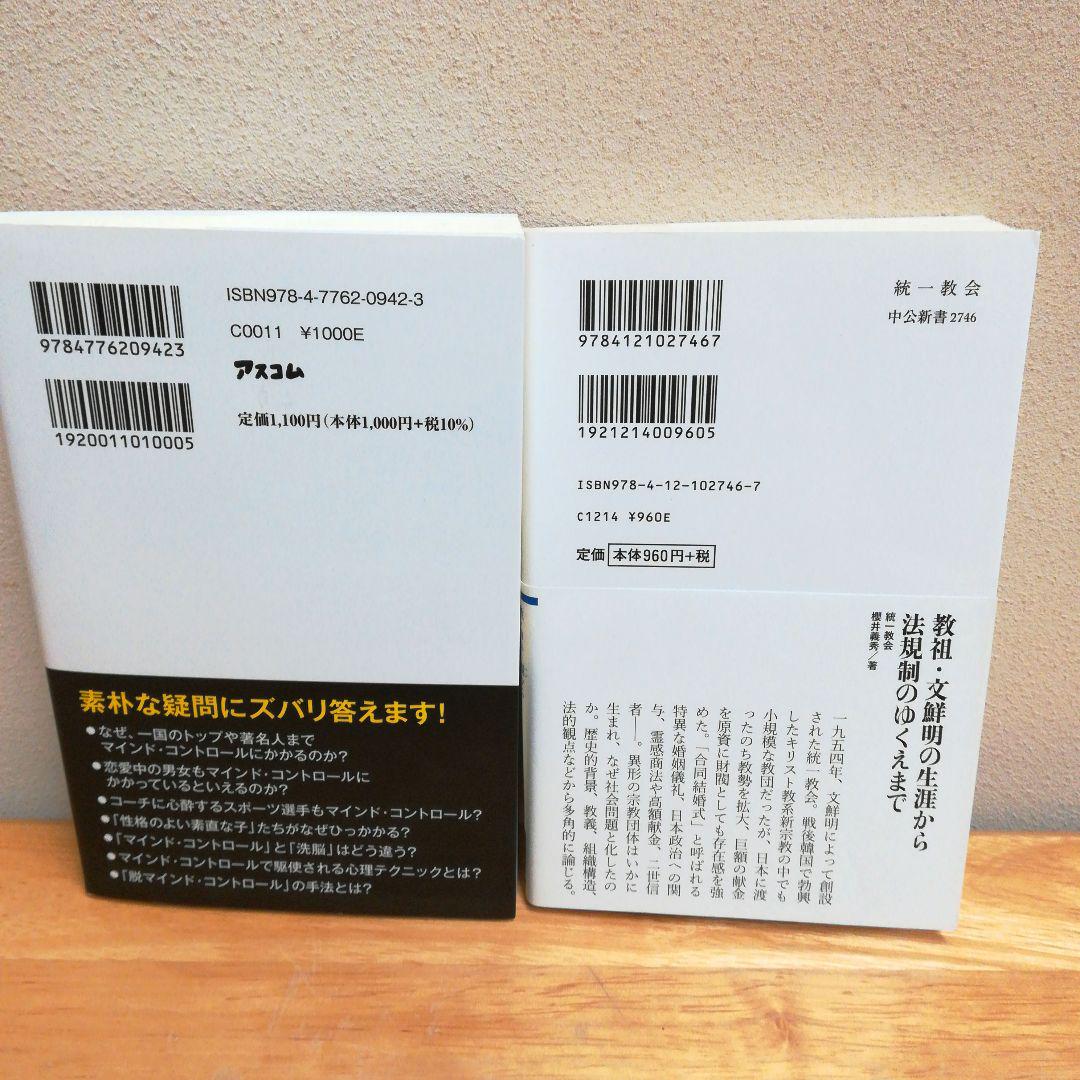 ISBN978-4-7762-0942-3
C0011 ¥1000E
9784776209423
アスコム
1920011010005
定価1,100円(本体1,000円+税10%)
素朴な疑問にズバリ答えます!
●なぜ、一国のトップや著名人まで
マインド・コントロールにかかるのか?
●恋愛中の男女もマインド・コントロールに
かかっているといえるのか?
●コーチに心酔するスポーツ選手もマインド・コントロール?
●「性格のよい素直な子」たちがなぜひっかかる?
●「マインド・コントロール」と「洗脳」はどう違う?
●マインド・コントロールで駆使される心理テクニックとは?
●「脱マインド・コントロール」の手法とは?
統一教会
中公新書 2746
9784121027467
1921214009605
ISBN978-4-12-102746-7
C1214 ¥960E
定価 本体960円+税
教祖・文鮮明の生涯から
法規制のゆくえまで
統一教会
櫻井義秀/著
一九五四年、文鮮明によって創設
された統一教会。戦後韓国で勃興
したキリスト教系新宗教の中でも
小規模な教団だったが、日本に渡
ったのち教勢を拡大、巨額の献金
を原資に財閥としても存在感を強
めた。「合同結婚式」と呼ばれる
特異な婚姻儀礼、日本政治への関
与、霊感商法や高額献金、二世信
者――。異形の宗教団体はいかに
生まれ、なぜ社会問題と化したの
か。歴史的背景、教義、組織構造、
法的観点などから多角的に論じる。